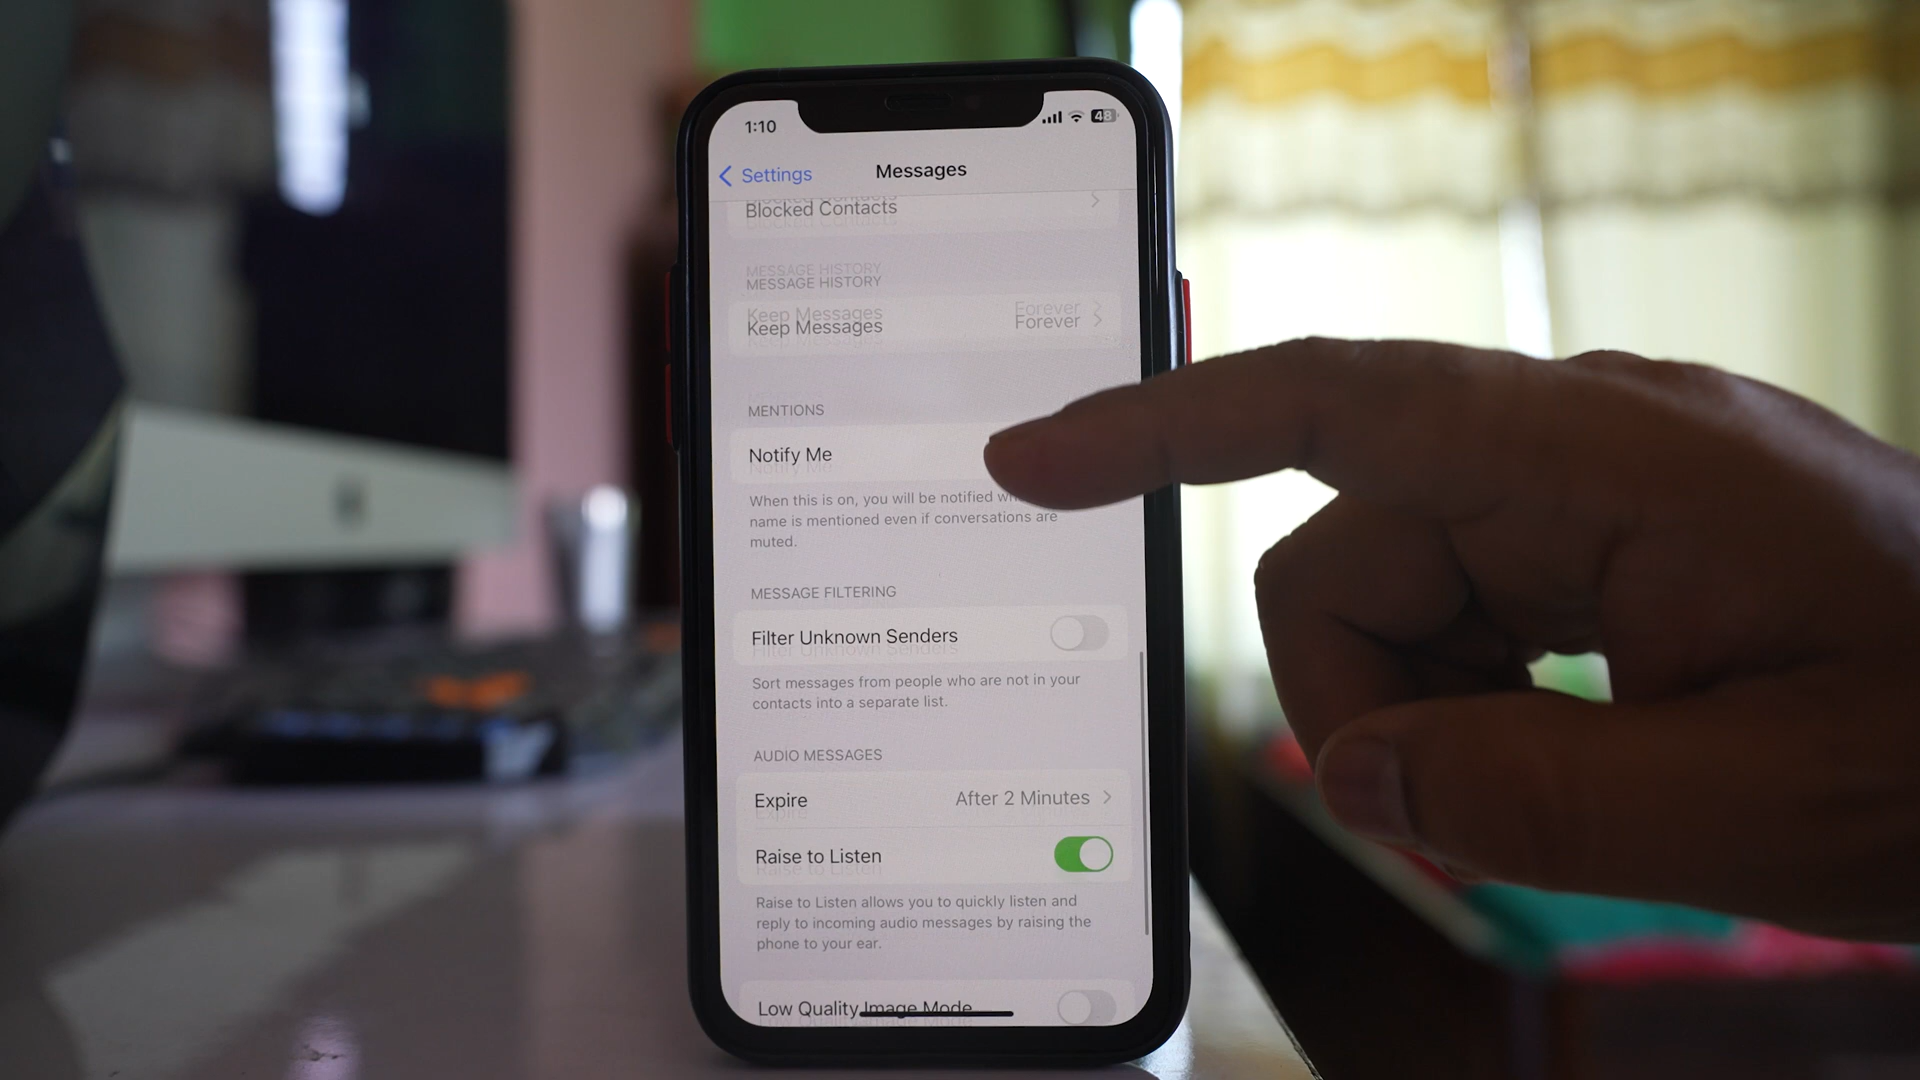 1:10
48
Settings
Messages
Blocked Contacts
MESSAGE HISTORY
Keep Messages
Forever
MENTIONS
Notify Me
When this is on, you will be notified
name is mentioned even if conversations are
muted.
MESSAGE FILTERING
Filter Unknown Senders
Sort messages from people who are not in your
contacts into a separate list.
AUDIO MESSAGES
Expire
After 2 Minutes
Raise to Listen
Raise to Listen allows you to quickly listen and
reply to incoming audio messages by raising the
phone to your ear.
Low Quality Image Mode